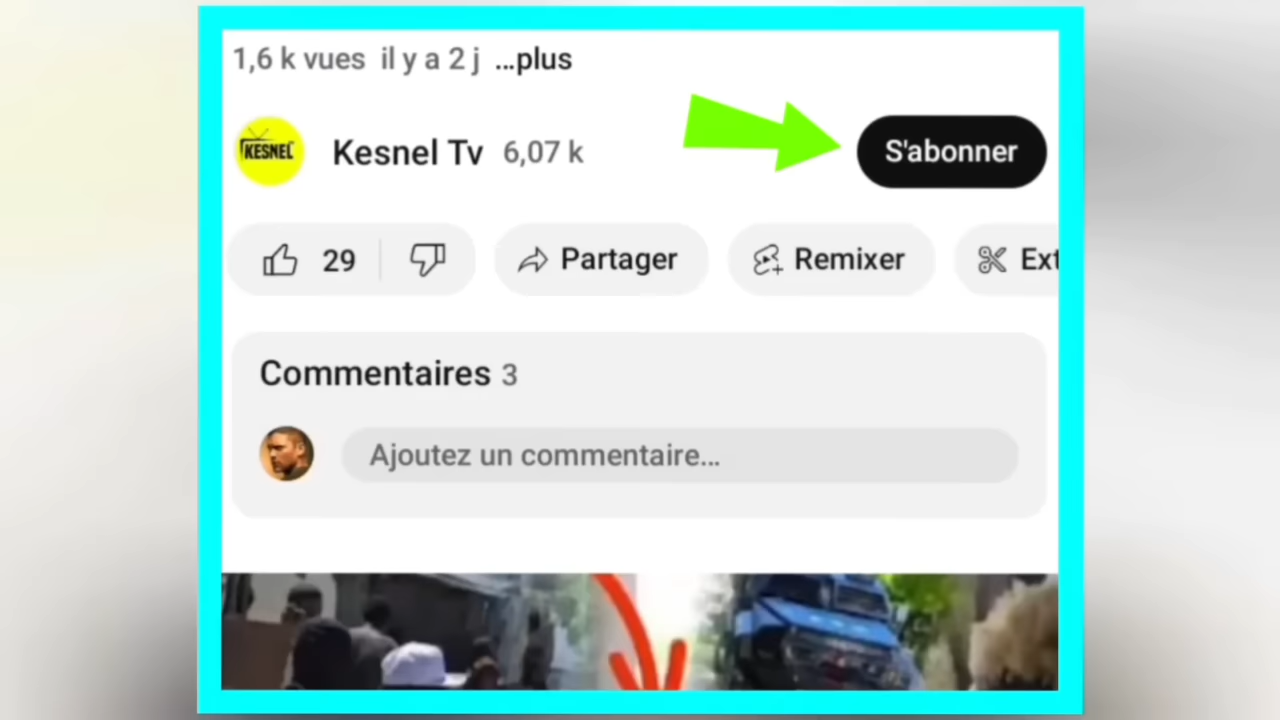 1,6 k vues il y a 2 j ...plus
KESNEL
Kesnel Tv 6,07 k
S'abonner
29 Partager Remixer Ext
Commentaires 3
Ajoutez un commentaire...